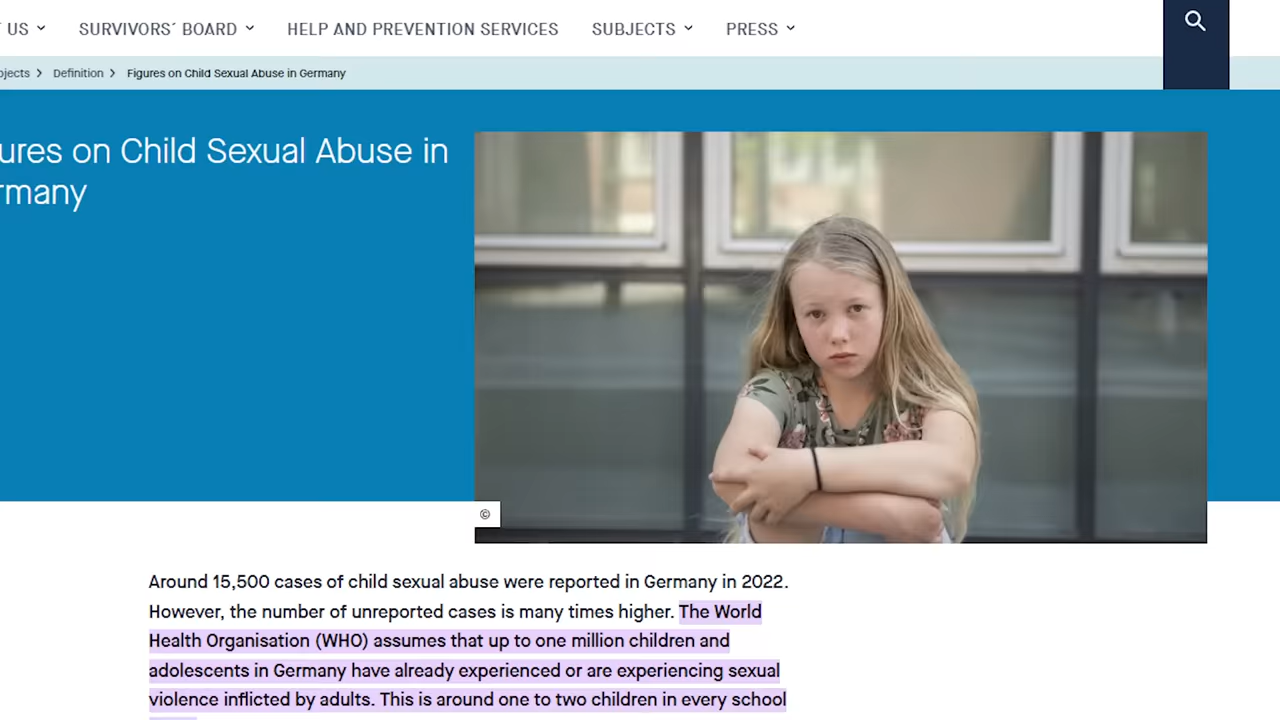 US
SURVIVORS´ BOARD
HELP AND PREVENTION SERVICES
SUBJECTS
PRESS
Definition
Figures on Child Sexual Abuse in Germany
on Child Sexual Abuse in
©
Around 15,500 cases of child sexual abuse were reported in Germany in 2022.
However, the number of unreported cases is many times higher. The World
Health Organisation (WHO) assumes that up to one million children and
adolescents in Germany have already experienced or are experiencing sexual
violence inflicted by adults. This is around one to two children in every school